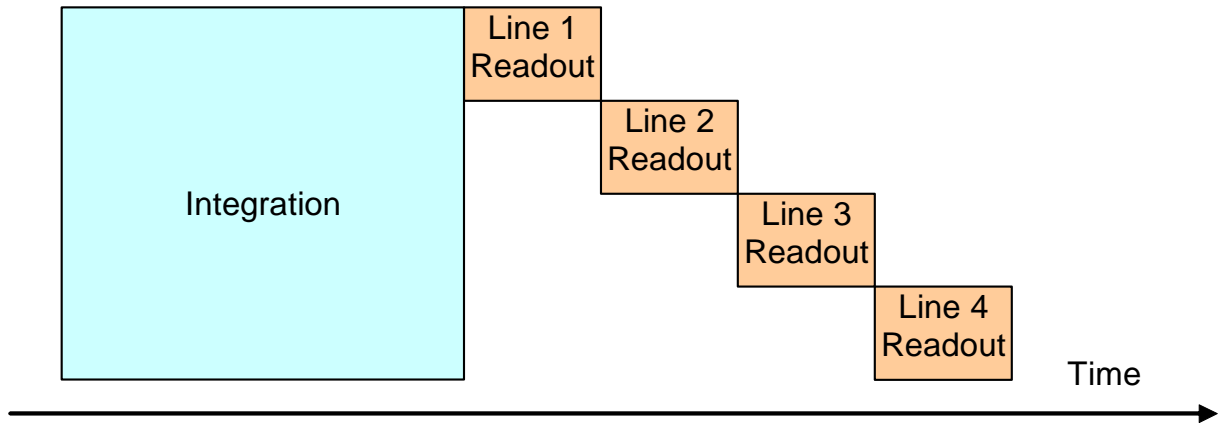 Line 1
Readout
Line 2
Readout
Integration
Line 3
Readout
Line 4
Readout
Time